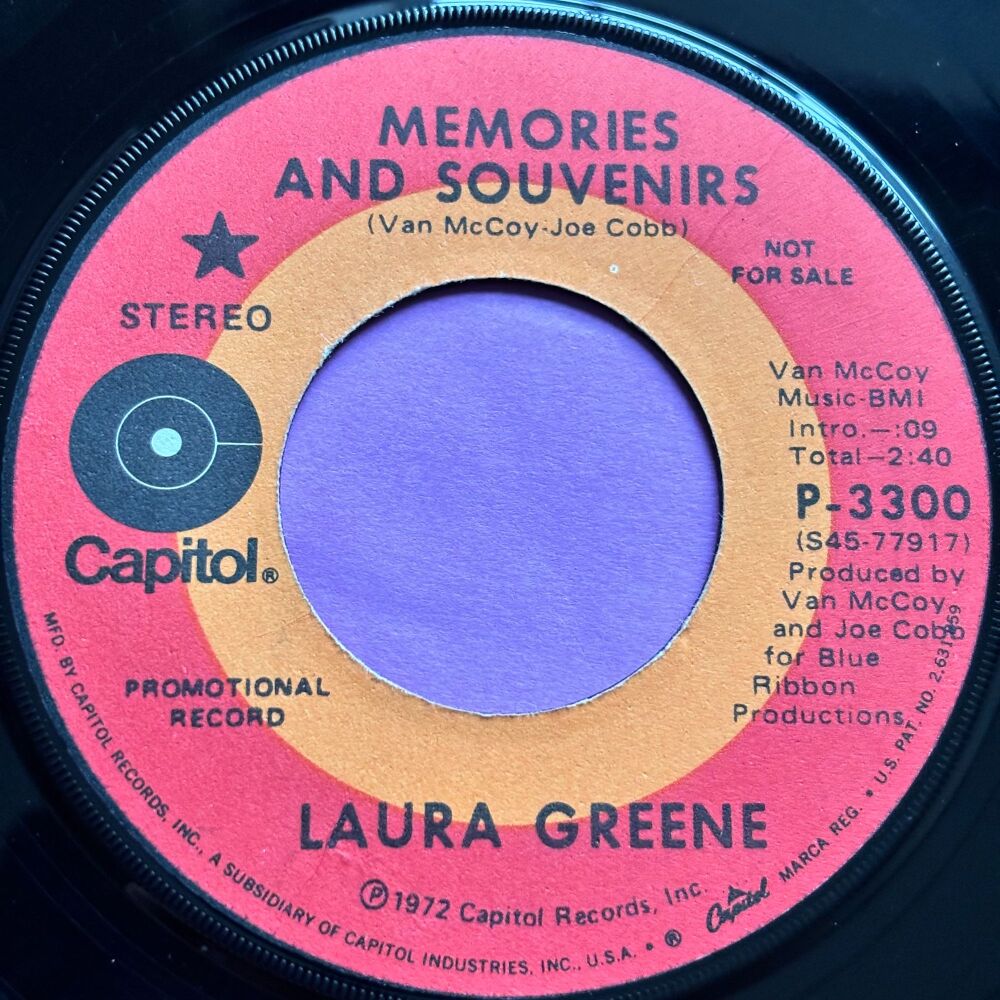 MEMORIES
AND SOUVENIRS
(Van McCoy-Joe Cobb)
NOT
FOR SALE
STEREO
Capitol®
Van McCoy
Music-BMI
Intro.—:09
Total—2:40
P-3300
(S45-77917)
Produced by
Van McCoy
and Joe Cobb
for Blue
Ribbon
Productions,
PROMOTIONAL
RECORD
LAURA GREENE
℗1972 Capitol Records, Inc.
MFD. BY CAPITOL RECORDS, INC., A SUBSIDIARY OF CAPITOL INDUSTRIES, INC., U.S.A. • ® Capitol MARCA REG. • U.S. PAT. NO. 2.631.859